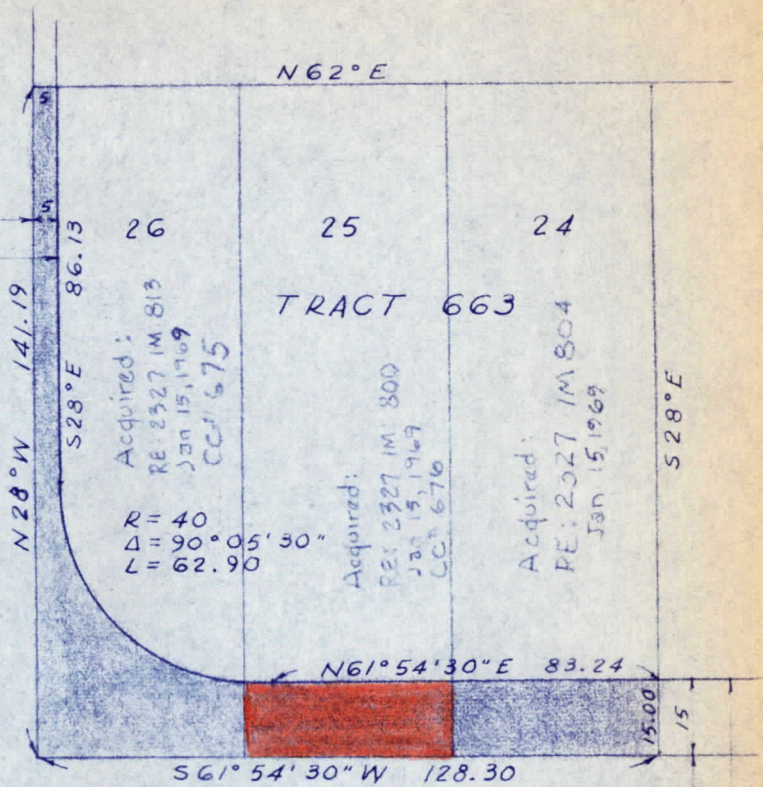 N62°E
5
5
26
25
24
TRACT 663
N28°W 141.19
S28°E 86.13
Acquired:
RE: 2327 IM 813
Jan 15, 1969
CC# 675
R = 40
Δ = 90°05'30"
L = 62.90
Acquired:
RE: 2327 IM: 800
Jan 15, 1969
CC# 676
Acquired:
RE: 2327 IM 804
Jan 15, 1969
S28°E
N61°54'30"E 83.24
15.00
15
S61°54'30"W 128.30